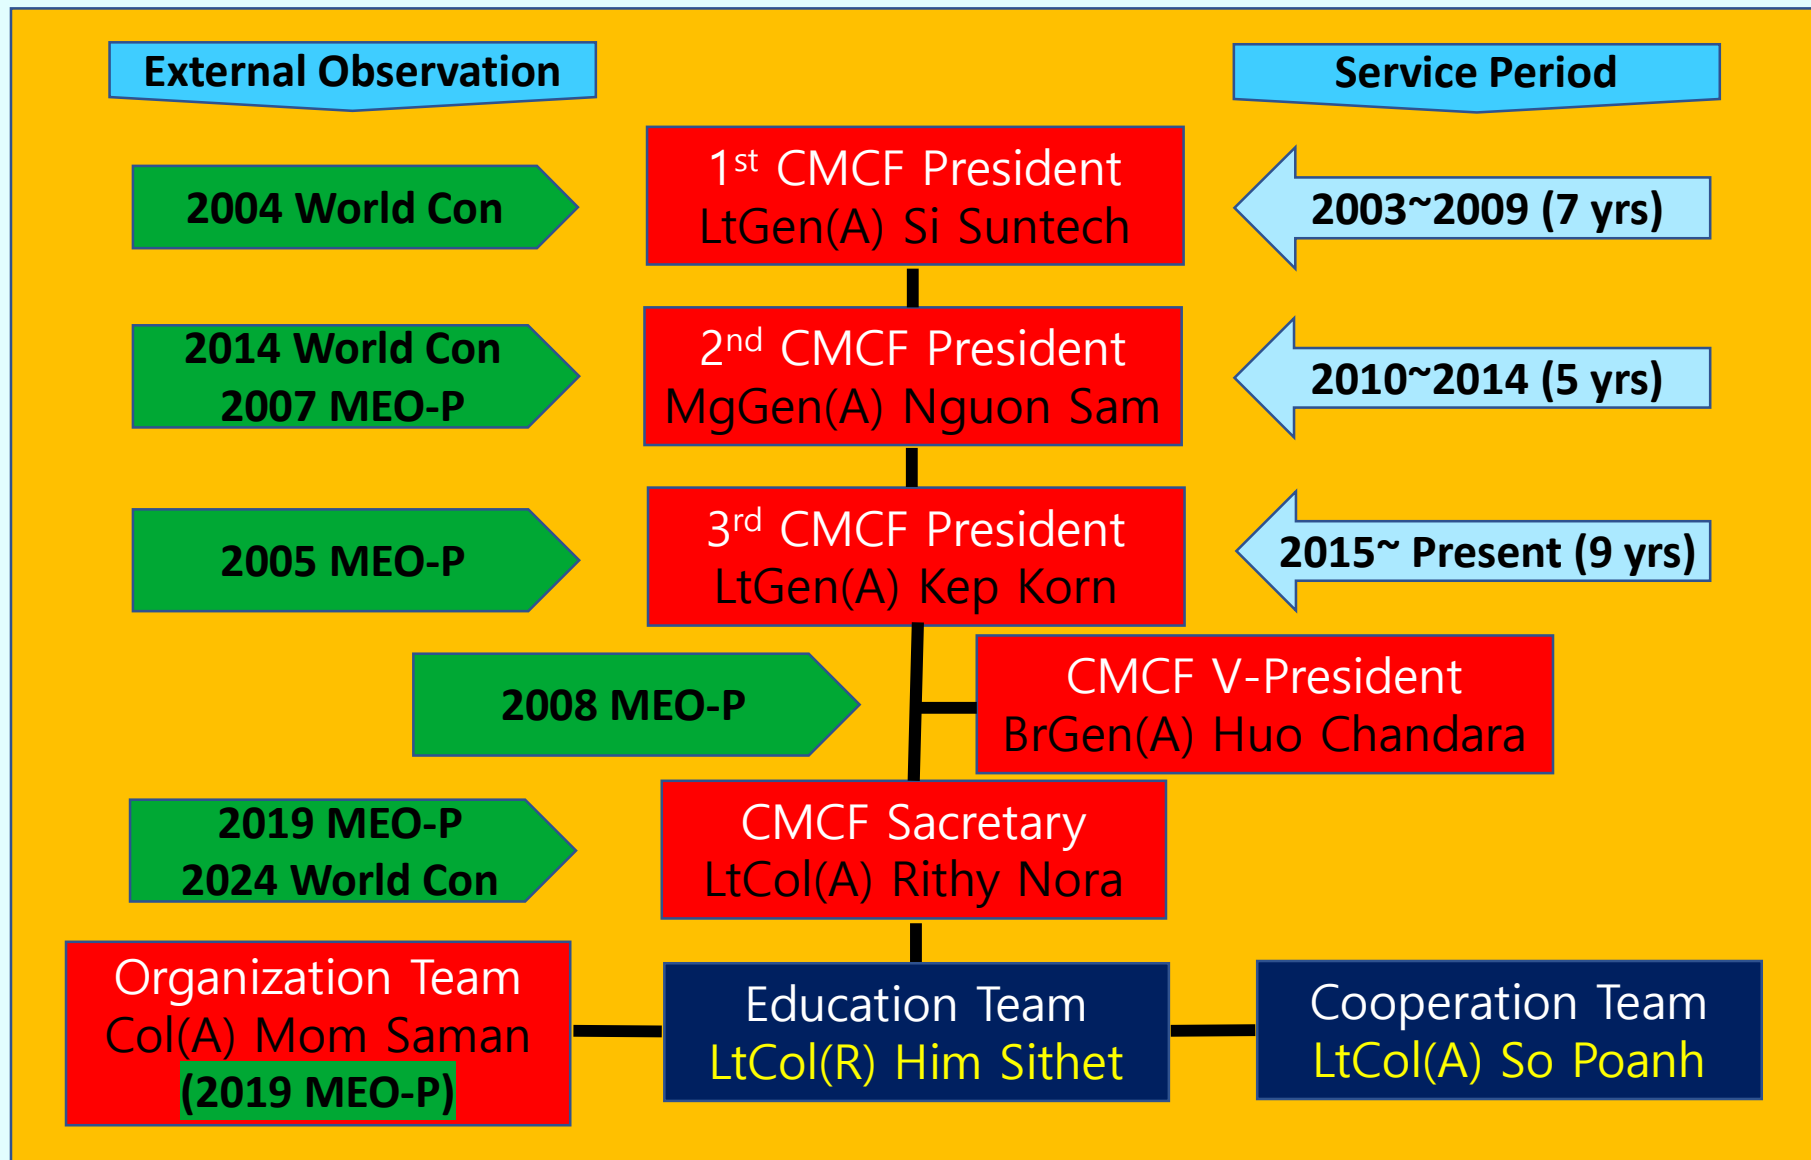 External Observation
Service Period
1st CMCF President
LtGen(A) Si Suntech
2004 World Con
2003~2009 (7 yrs)
2nd CMCF President
MgGen(A) Nguon Sam
2014 World Con
2007 MEO-P
2010~2014 (5 yrs)
3rd CMCF President
LtGen(A) Kep Korn
2005 MEO-P
2015~ Present (9 yrs)
CMCF V-President
BrGen(A) Huo Chandara
2008 MEO-P
CMCF Sacretary
LtCol(A) Rithy Nora
2019 MEO-P
2024 World Con
Organization Team
Col(A) Mom Saman
(2019 MEO-P)
Education Team
LtCol(R) Him Sithet
Cooperation Team
LtCol(A) So Poanh